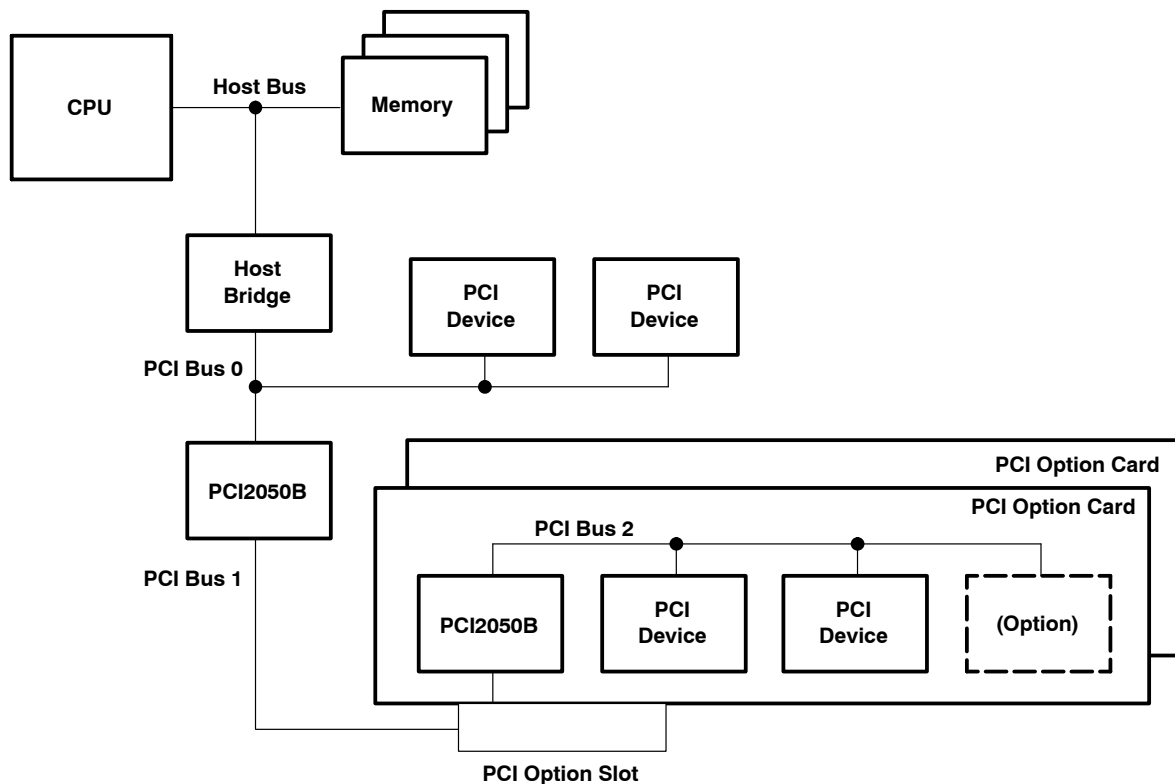 CPU
Host Bus
Memory
Host
Bridge
PCI
Device
PCI
Device
PCI Bus 0
PCI2050B
PCI Option Card
PCI Option Card
PCI Bus 2
PCI Bus 1
PCI2050B
PCI
Device
PCI
Device
(Option)
PCI Option Slot